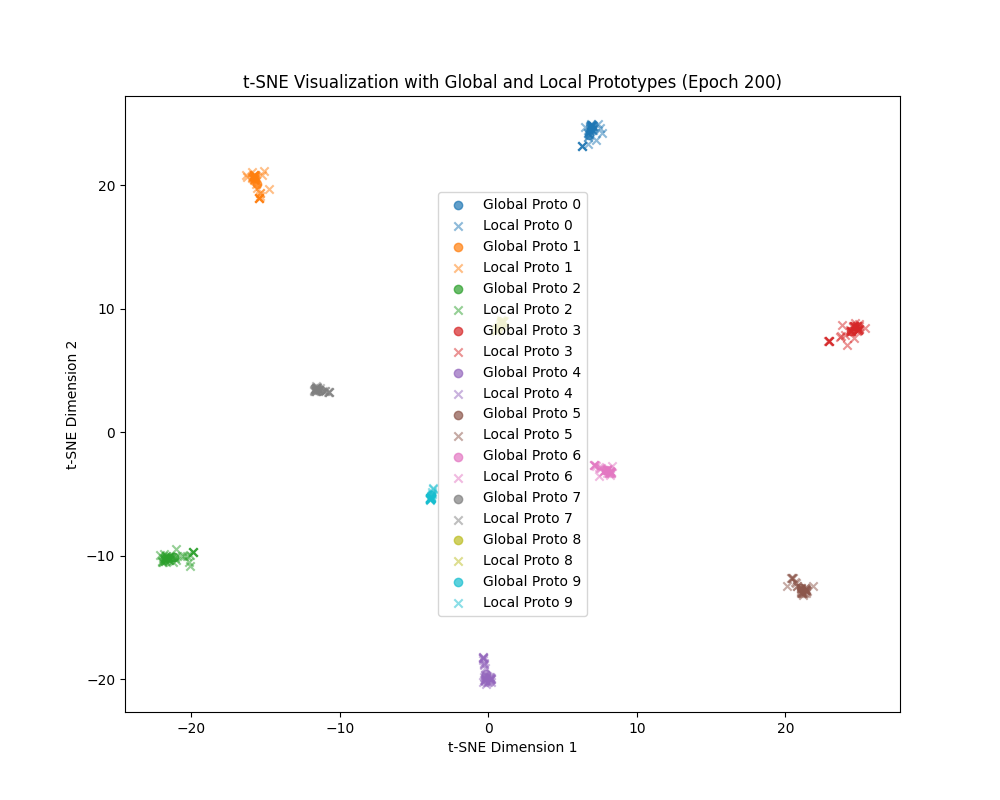 t-SNE Visualization with Global and Local Prototypes (Epoch 200)
20
10
0
−10
−20
t-SNE Dimension 2
Global Proto 0
Local Proto 0
Global Proto 1
Local Proto 1
Global Proto 2
Local Proto 2
Global Proto 3
Local Proto 3
Global Proto 4
Local Proto 4
Global Proto 5
Local Proto 5
Global Proto 6
Local Proto 6
Global Proto 7
Local Proto 7
Global Proto 8
Local Proto 8
Global Proto 9
Local Proto 9
−20 −10 0 10 20
t-SNE Dimension 1